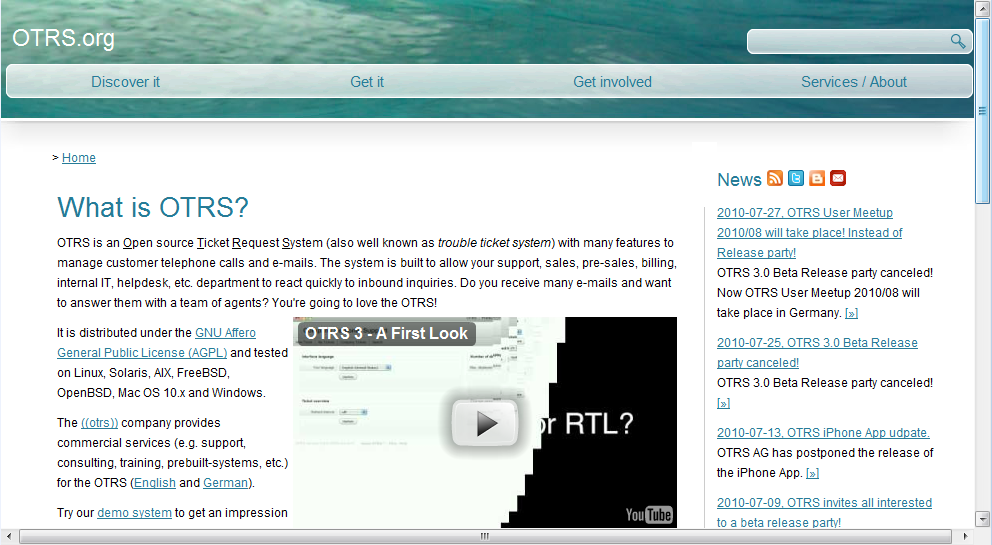 OTRS.org
Discover it
Get it
Get involved
Services / About
> Home
What is OTRS?
OTRS is an Open source Ticket Request System (also well known as trouble ticket system) with many features to
manage customer telephone calls and e-mails. The system is built to allow your support, sales, pre-sales, billing,
internal IT, helpdesk, etc. department to react quickly to inbound inquiries. Do you receive many e-mails and want
to answer them with a team of agents? You're going to love the OTRS!
It is distributed under the GNU Affero
General Public License (AGPL) and tested
on Linux, Solaris, AIX, FreeBSD,
OpenBSD, Mac OS 10.x and Windows.
The ((otrs)) company provides
commercial services (e.g. support,
consulting, training, prebuilt-systems, etc.)
for the OTRS (English and German).
Try our demo system to get an impression
OTRS 3 - A First Look
or RTL?
YouTube
News
2010-07-27, OTRS User Meetup
2010/08 will take place! Instead of
Release party!
OTRS 3.0 Beta Release party canceled!
Now OTRS User Meetup 2010/08 will
take place in Germany. [»]
2010-07-25, OTRS 3.0 Beta Release
party canceled!
OTRS 3.0 Beta Release party canceled!
[»]
2010-07-13, OTRS iPhone App udpate.
OTRS AG has postponed the release of
the iPhone App. [»]
2010-07-09, OTRS invites all interested
to a beta release party!